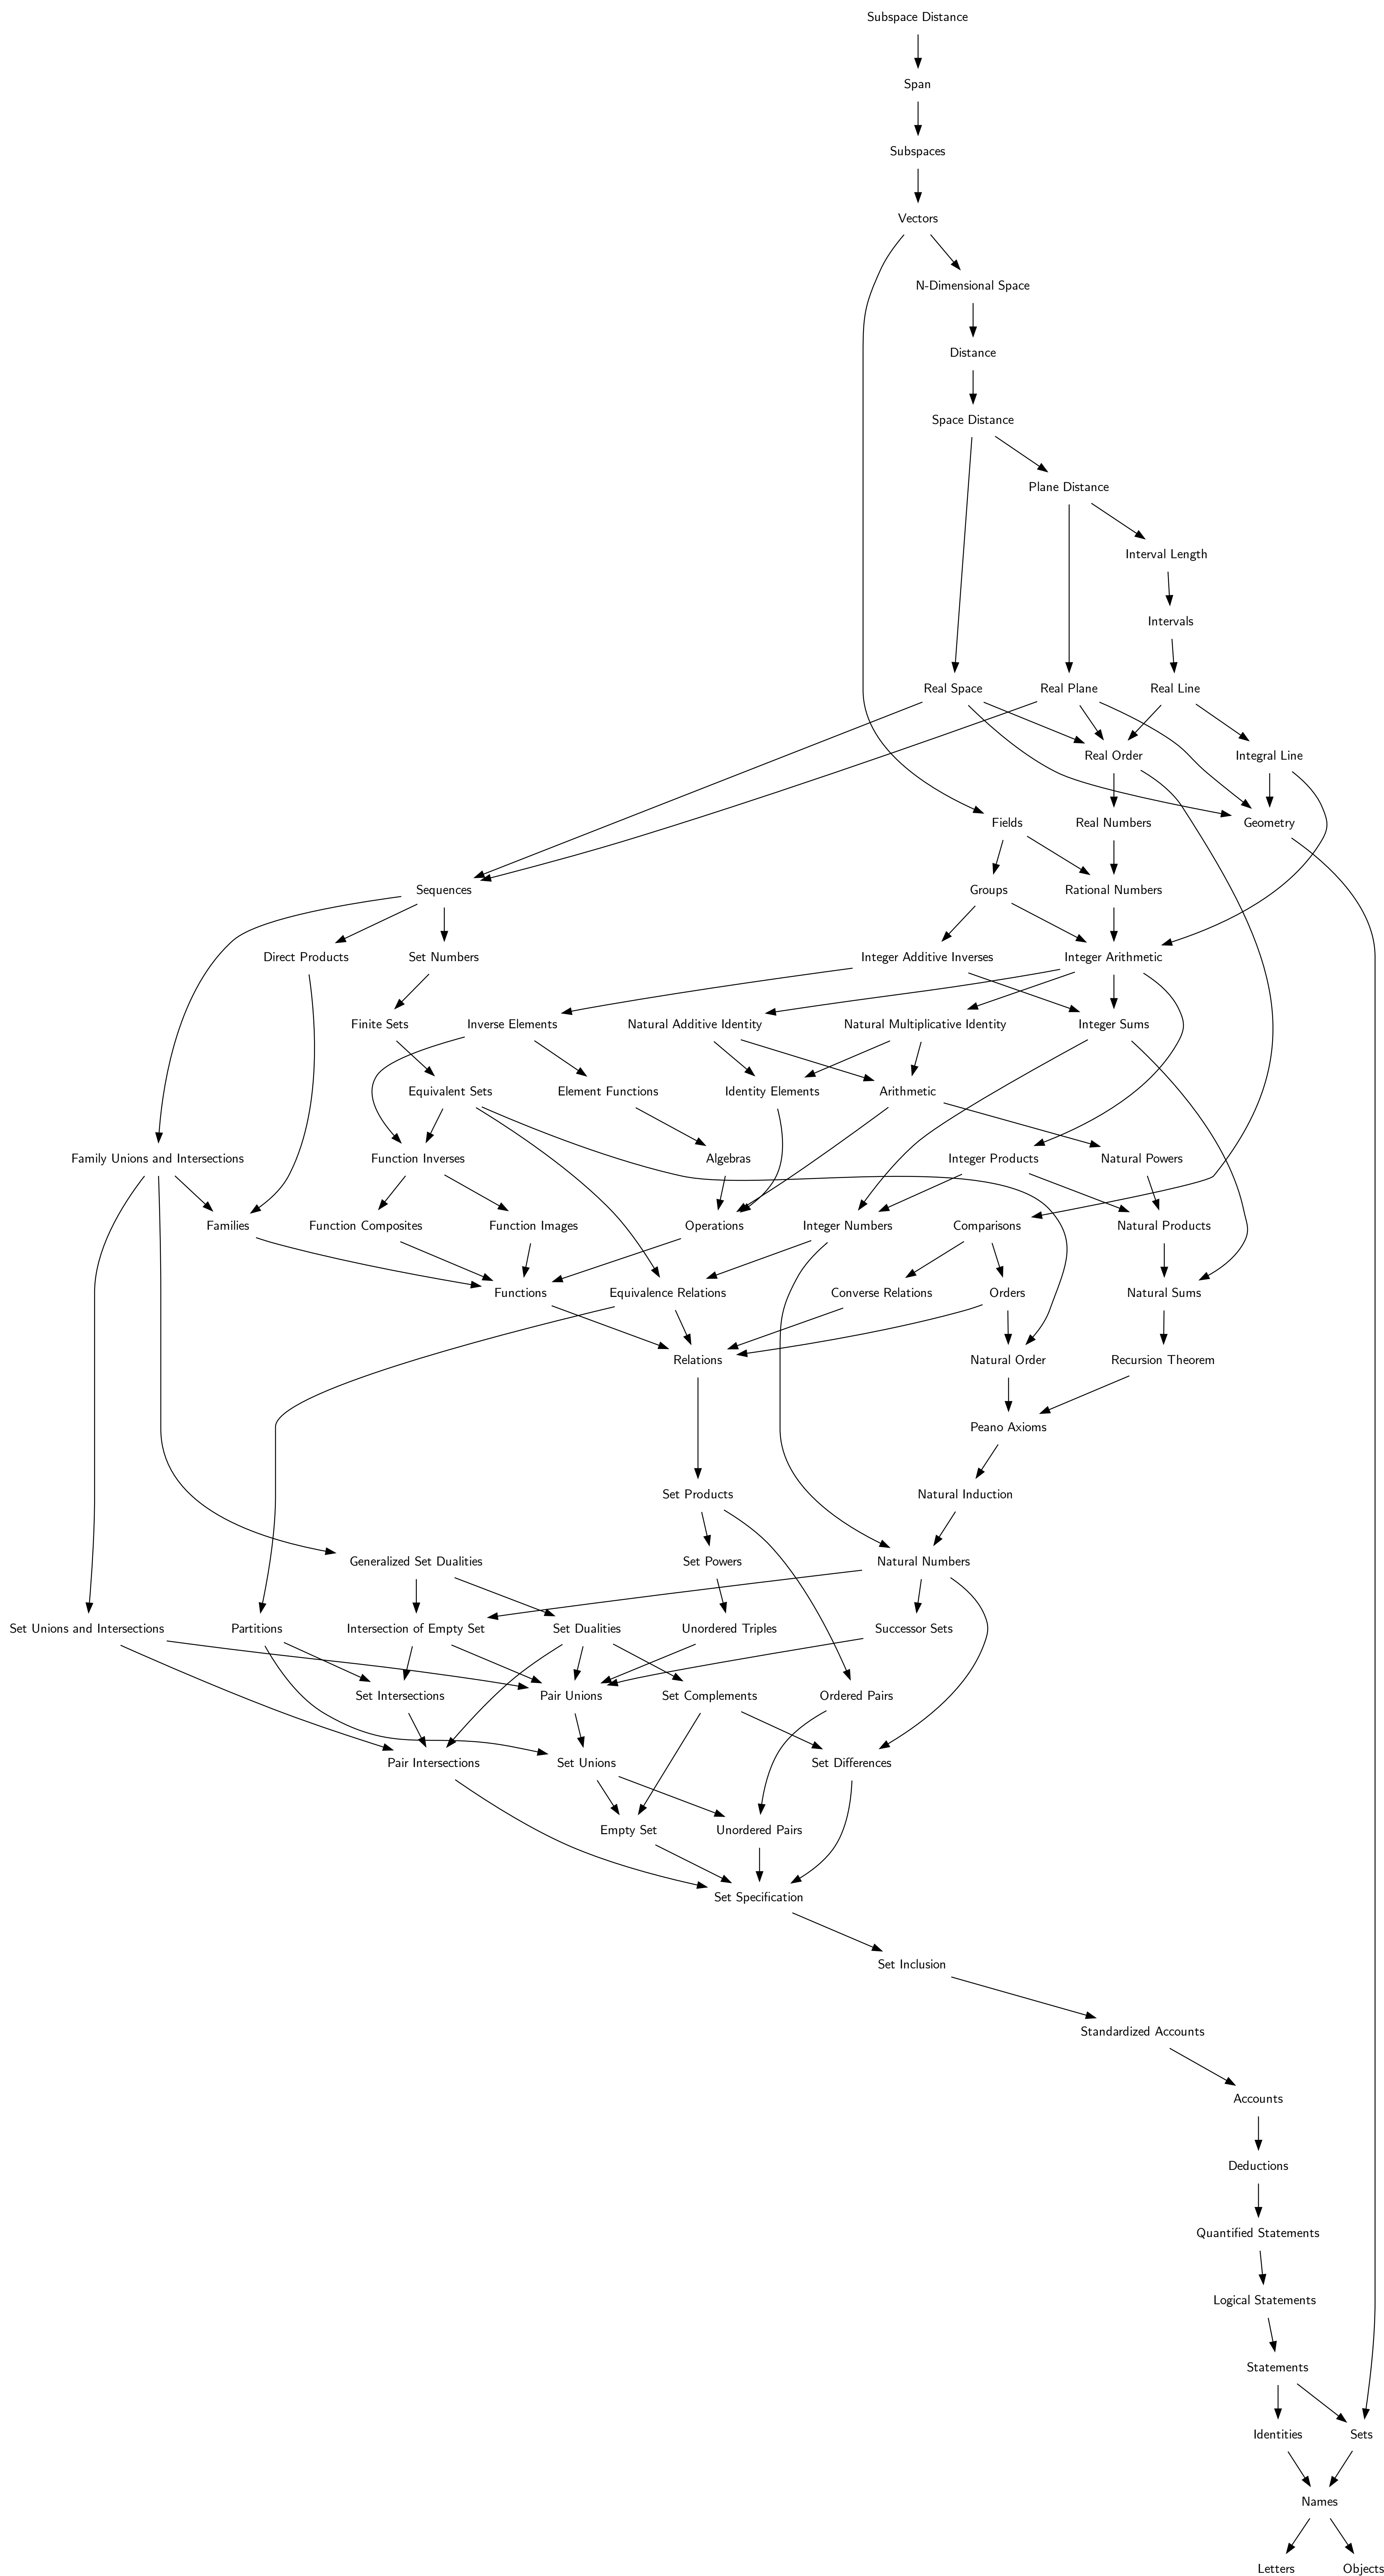 Subspace Distance
Span
Subspaces
Vectors
N-Dimensional Space
Distance
Space Distance
Plane Distance
Interval Length
Intervals
Real Space
Real Plane
Real Line
Real Order
Integral Line
Fields
Real Numbers
Geometry
Sequences
Groups
Rational Numbers
Direct Products
Set Numbers
Integer Additive Inverses
Integer Arithmetic
Finite Sets
Inverse Elements
Natural Additive Identity
Natural Multiplicative Identity
Integer Sums
Equivalent Sets
Element Functions
Identity Elements
Arithmetic
Family Unions and Intersections
Function Inverses
Algebras
Integer Products
Natural Powers
Families
Function Composites
Function Images
Operations
Integer Numbers
Comparisons
Natural Products
Functions
Equivalence Relations
Converse Relations
Orders
Natural Sums
Relations
Natural Order
Recursion Theorem
Peano Axioms
Set Products
Natural Induction
Generalized Set Dualities
Set Powers
Natural Numbers
Set Unions and Intersections
Partitions
Intersection of Empty Set
Set Dualities
Unordered Triples
Successor Sets
Set Intersections
Pair Unions
Set Complements
Ordered Pairs
Pair Intersections
Set Unions
Set Differences
Empty Set
Unordered Pairs
Set Specification
Set Inclusion
Standardized Accounts
Accounts
Deductions
Quantified Statements
Logical Statements
Statements
Identities
Sets
Names
Letters
Objects